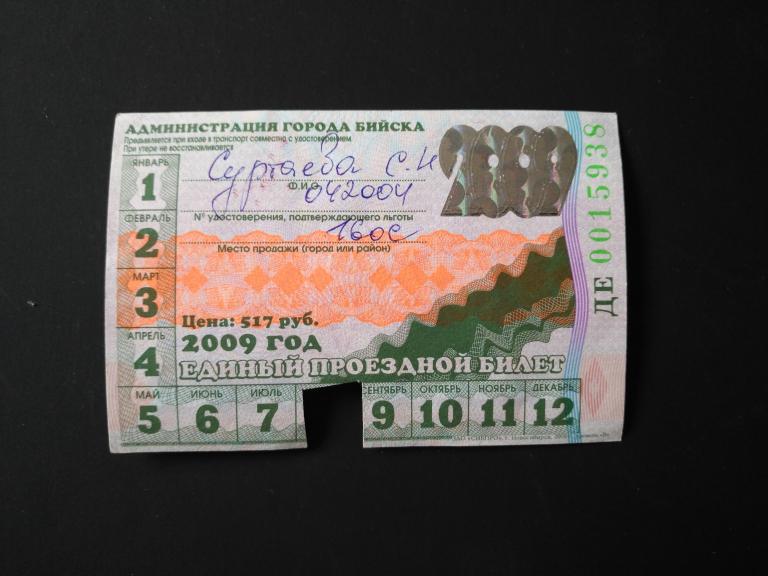 АДМИНИСТРАЦИЯ ГОРОДА БИЙСКА
Предъявляется при входе в транспорт совместно с удостоверением.
При утере не восстанавливается
2009
Суртаева С. И
Ф.И.О.
042004
№ удостоверения, подтверждающего льготы
Место продажи (город или район)
ЯНВАРЬ
1
ФЕВРАЛЬ
2
МАРТ
3
АПРЕЛЬ
4
Цена: 517 руб.
2009 ГОД
ЕДИНЫЙ ПРОЕЗДНОЙ БИЛЕТ
МАЙ ИЮНЬ ИЮЛЬ СЕНТЯБРЬ ОКТЯБРЬ НОЯБРЬ ДЕКАБРЬ
5 6 7 9 10 11 12
ДЕ 0015938